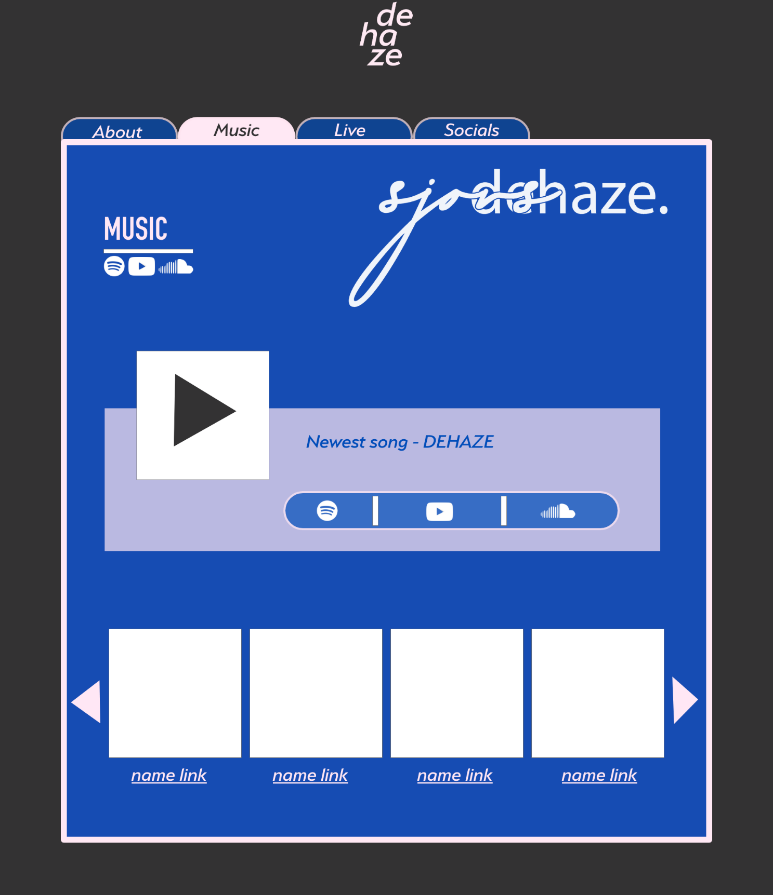 de
ha
ze
About
Music
Live
Socials
dehaze.
MUSIC
Newest song - DEHAZE
name link
name link
name link
name link